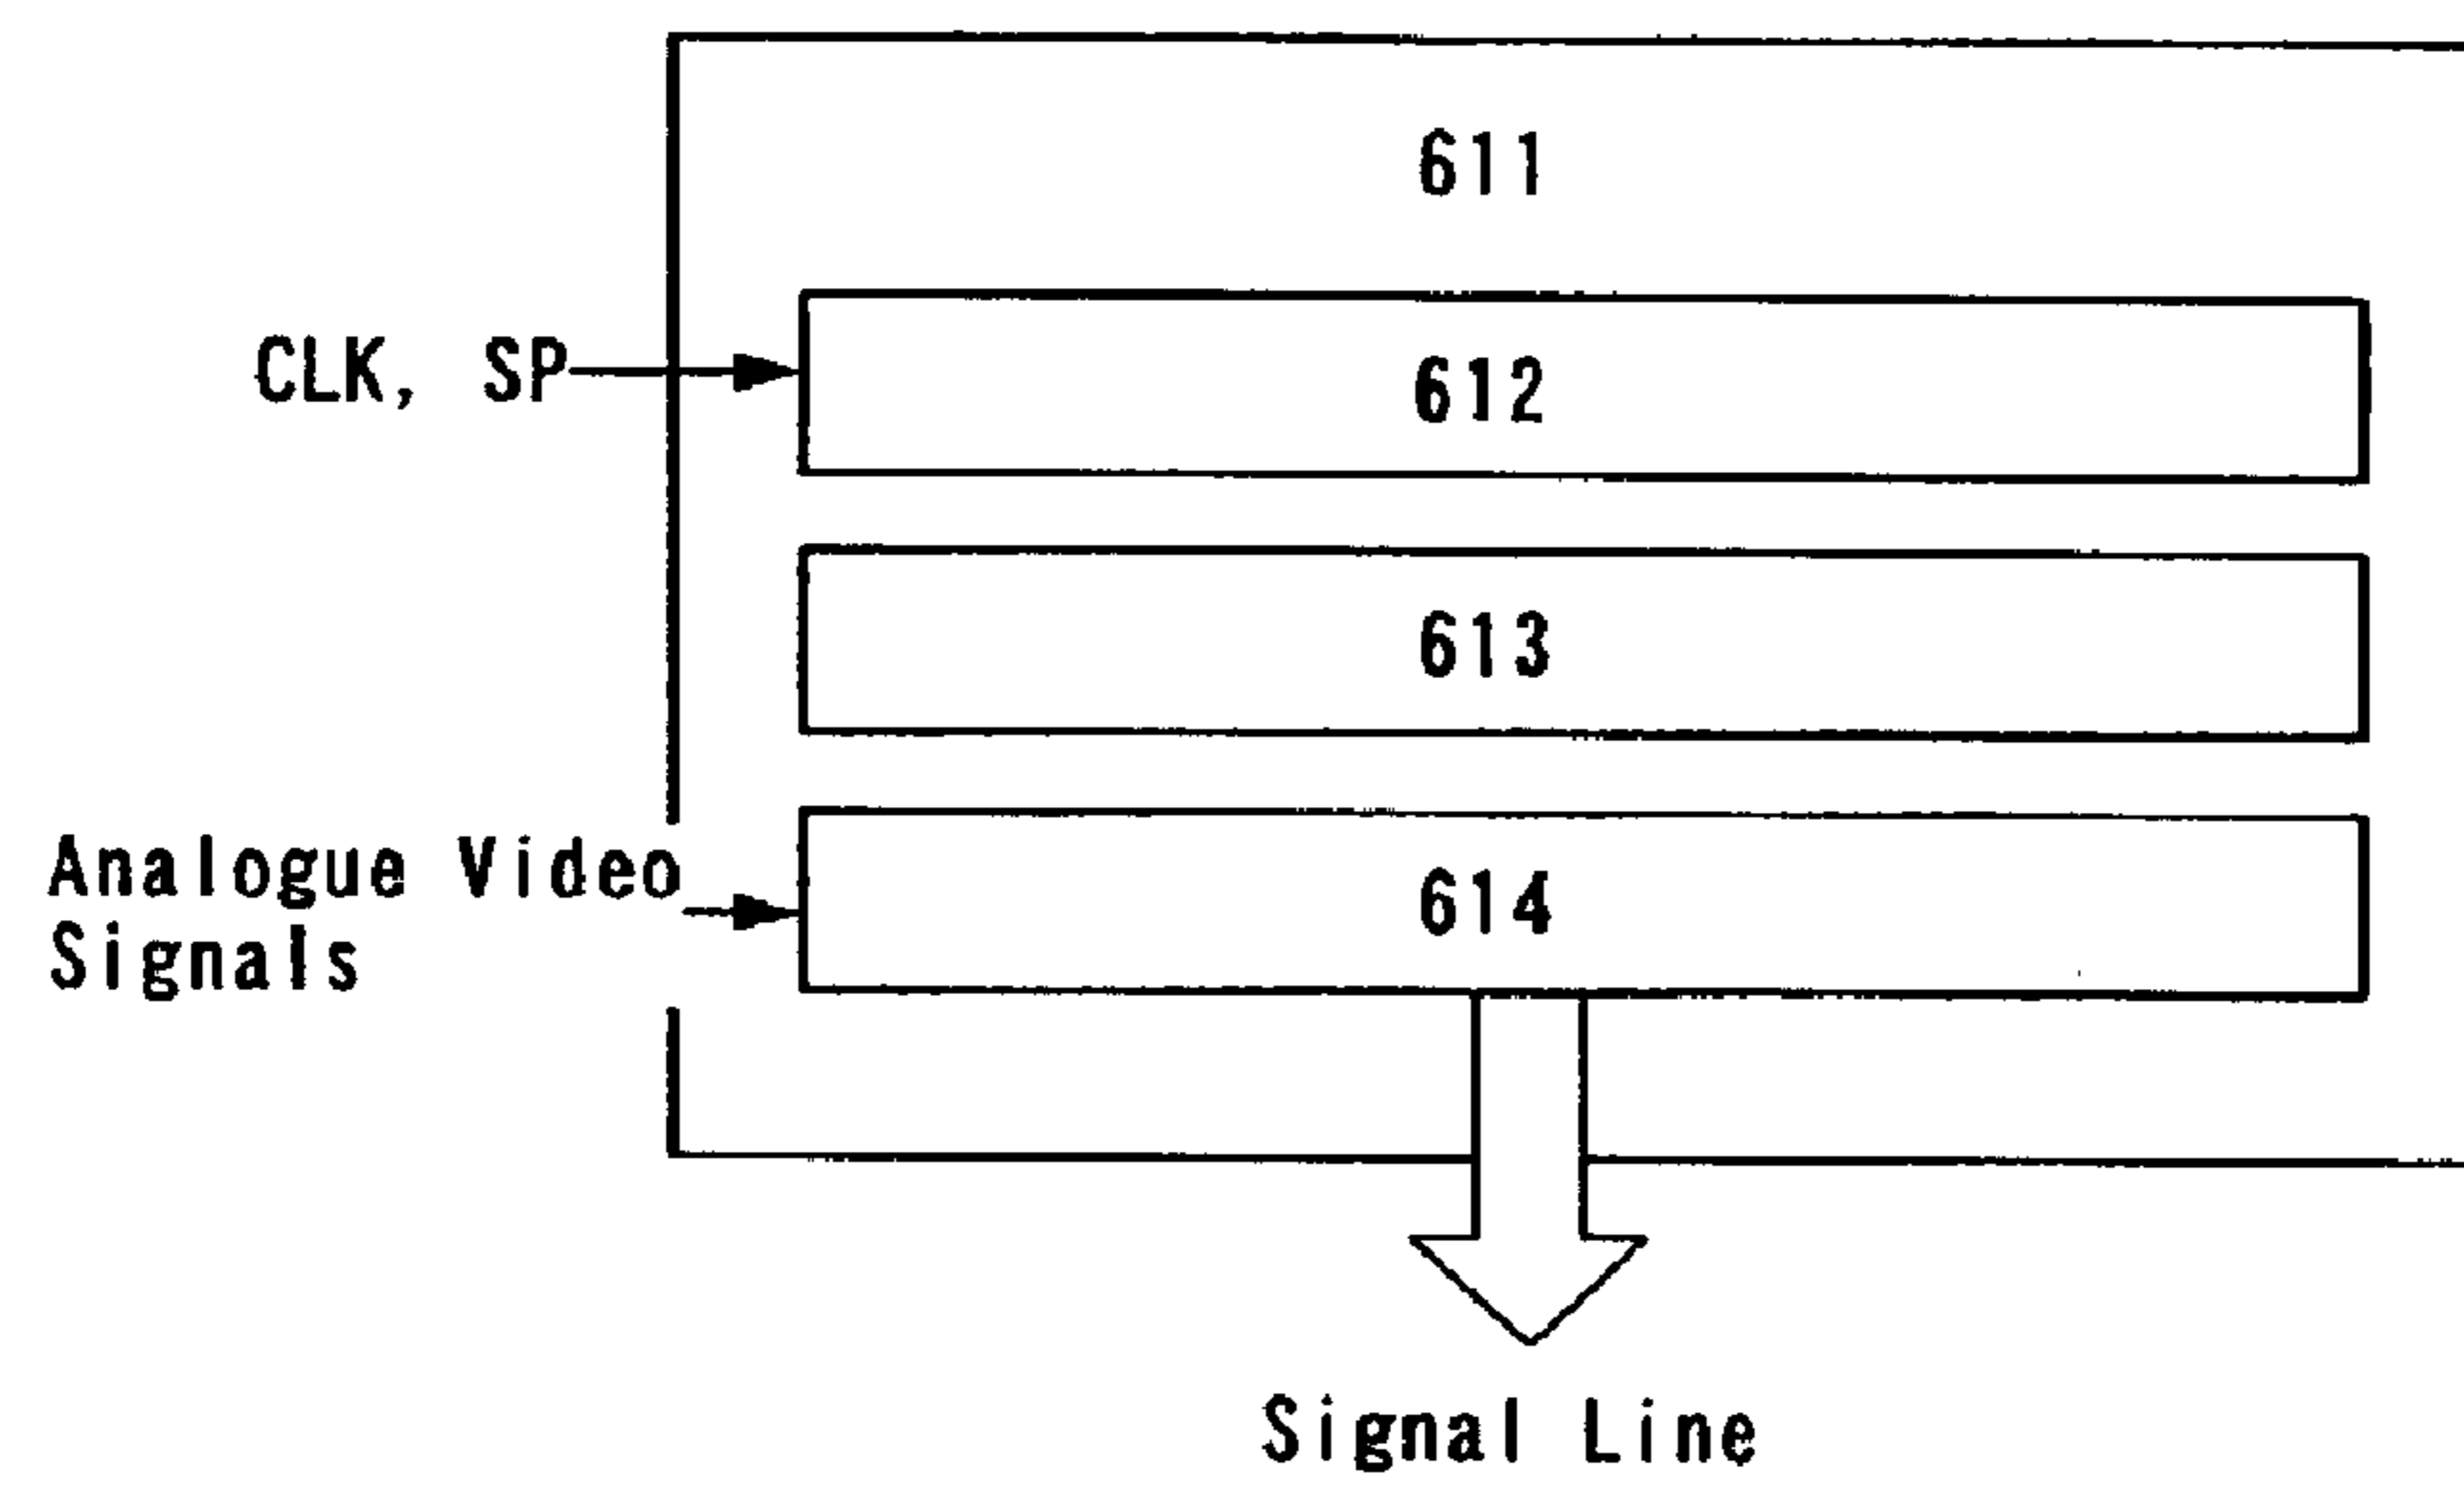 611
CLK, SP
612
613
Analogue Video
Signals
614
Signal Line